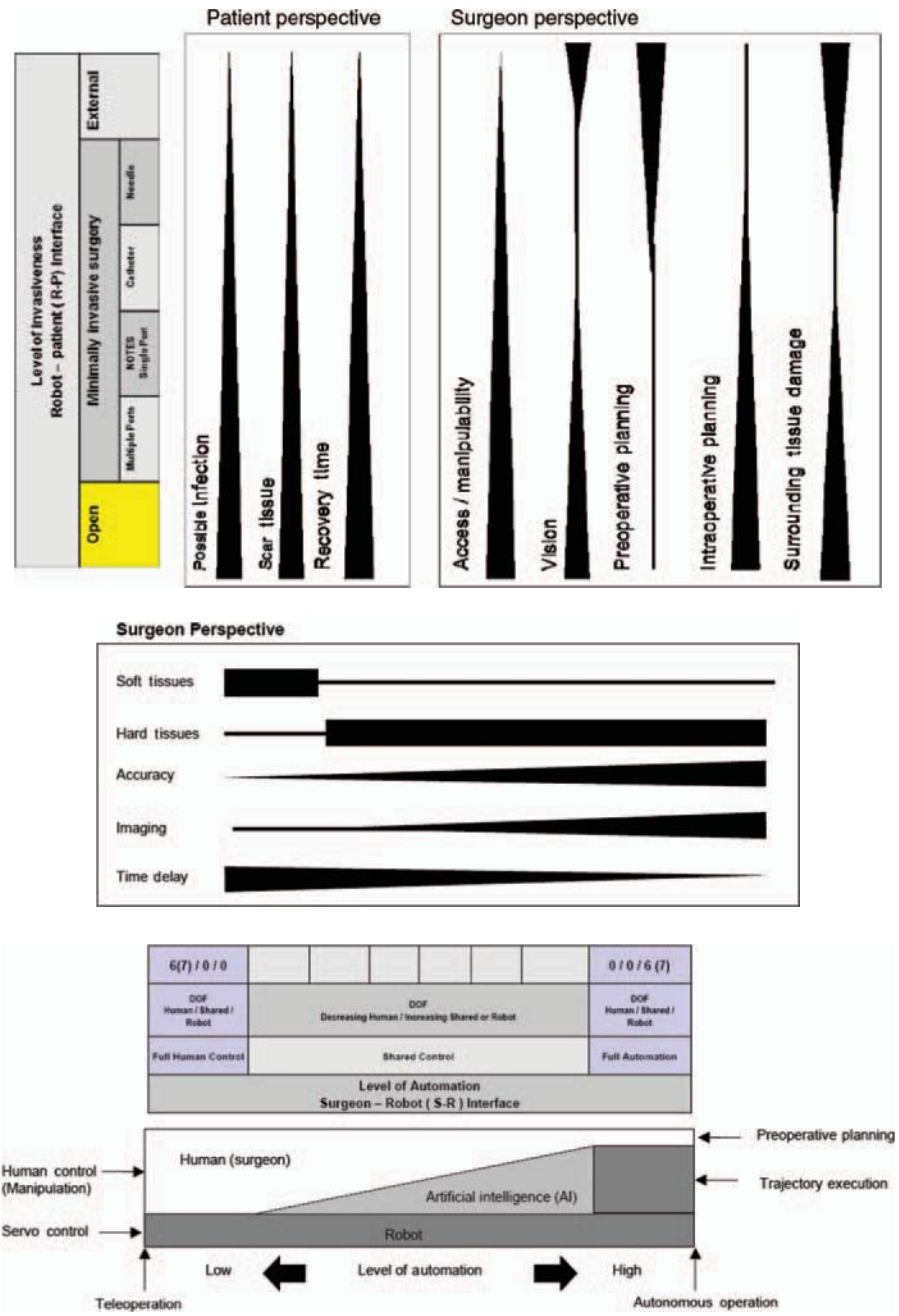 Patient perspective
Surgeon perspective
Level of Invasiveness
Robot – patient ( R-P) Interface
External
Minimally invasive surgery
Open
Needle
Catheter
NOTES
Single Port
Multiple Ports
Possible Infection
Scar tissue
Recovery time
Access / manipulability
Vision
Preoperative planning
Intraoperative planning
Surrounding tissue damage
Surgeon Perspective
Soft tissues
Hard tissues
Accuracy
Imaging
Time delay
6(7) / 0 / 0
0 / 0 / 6 (7)
DOF
Human / Shared /
Robot
DOF
Decreasing Human / Increasing Shared or Robot
DOF
Human / Shared /
Robot
Full Human Control
Shared Control
Full Automation
Level of Automation
Surgeon – Robot ( S-R ) Interface
Human (surgeon)
Preoperative planning
Human control
(Manipulation)
Artificial intelligence (AI)
Trajectory execution
Servo control
Robot
Low
Level of automation
High
Teleoperation
Autonomous operation